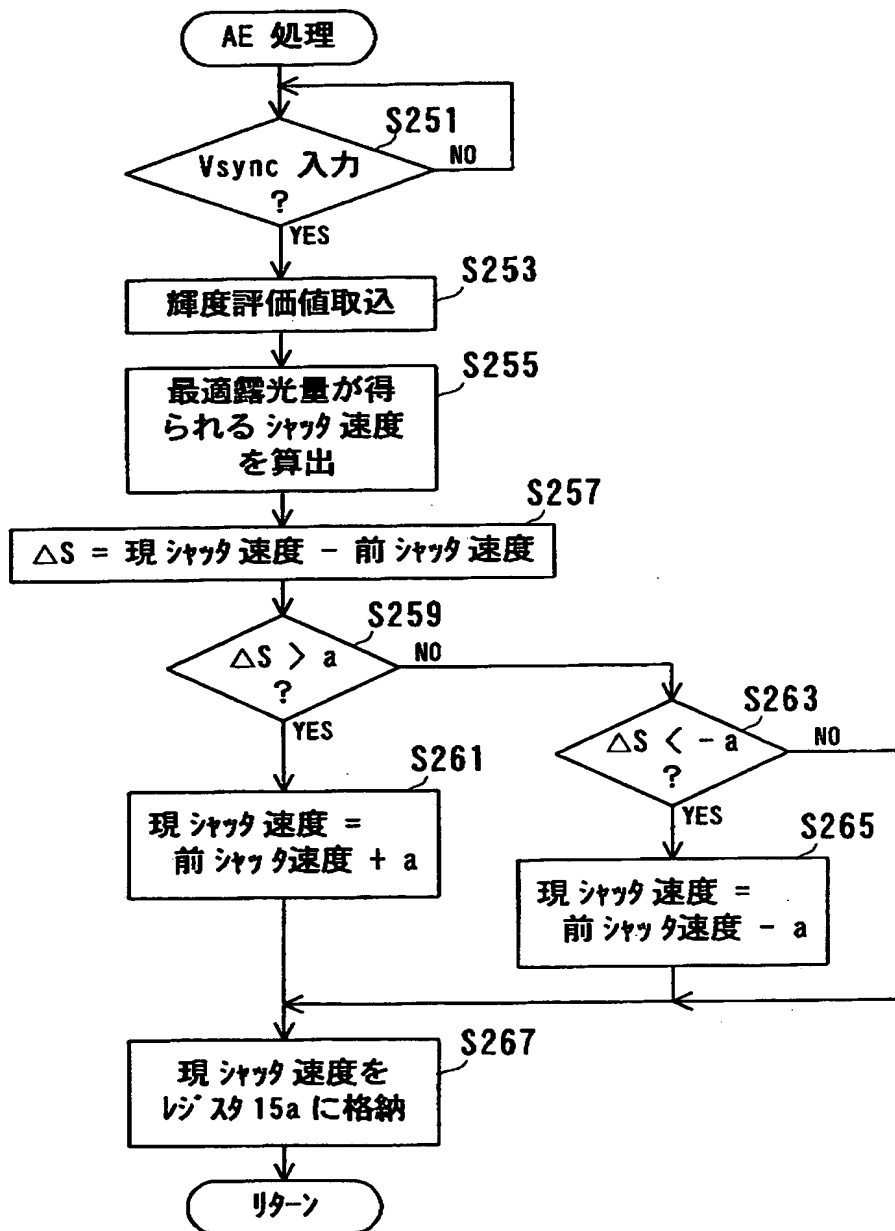 AE 処理
S251
Vsync 入力
?
NO
YES
S253
輝度評価値取込
S255
最適露光量が得
られる ｼｬｯﾀ 速度
を算出
S257
△S = 現 ｼｬｯﾀ 速度 - 前 ｼｬｯﾀ 速度
S259
△S > a
?
NO
YES
S261
現 ｼｬｯﾀ 速度 =
前 ｼｬｯﾀ速度 + a
S263
△S < - a
?
NO
YES
S265
現 ｼｬｯﾀ 速度 =
前 ｼｬｯﾀ速度 - a
S267
現 ｼｬｯﾀ 速度を
ﾚｼﾞｽﾀ 15a に格納
ﾘﾀｰﾝ